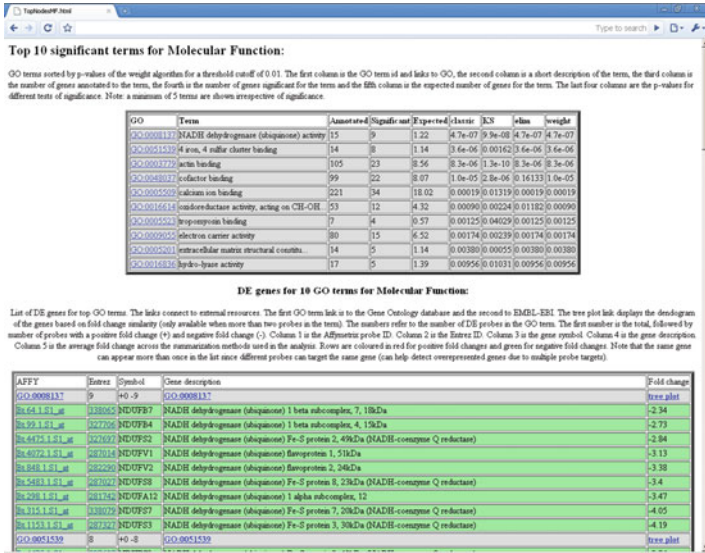 TopNodesMF.html
Type to search
Top 10 significant terms for Molecular Function:
GO terms sorted by p-values of the weight algorithm for a threshold cutoff of 0.01. The first column is the GO term id and links to GO, the second column is a short description of the term, the third column is
the number of genes annotated to the term, the fourth is the number of genes significant for the term and the fifth column is the expected number of genes for the term. The last four columns are the p-values for
different tests of significance. Note: a minimum of 5 terms are shown irrespective of significance.
GO Term Annotated Significant Expected classic KS elim weight
GO:0008137 NADH dehydrogenase (ubiquinone) activity 15 9 1.22 4.7e-07 9.9e-08 4.7e-07 4.7e-07
GO:0051539 4 iron, 4 sulfur cluster binding 14 8 1.14 3.6e-06 0.00162 3.6e-06 3.6e-06
GO:0003779 actin binding 105 23 8.56 8.3e-06 1.3e-10 8.3e-06 8.3e-06
GO:0048037 cofactor binding 99 22 8.07 1.0e-05 2.8e-06 0.16133 1.0e-05
GO:0005509 calcium ion binding 221 34 18.02 0.00019 0.01319 0.00019 0.00019
GO:0016614 oxidoreductase activity, acting on CH-OH... 53 12 4.32 0.00090 0.00224 0.01182 0.00090
GO:0005523 tropomyosin binding 7 4 0.57 0.00125 0.04029 0.00125 0.00125
GO:0009055 electron carrier activity 80 15 6.52 0.00174 0.00239 0.00174 0.00174
GO:0005201 extracellular matrix structural constitu... 14 5 1.14 0.00380 0.00055 0.00380 0.00380
GO:0016836 hydro-lyase activity 17 5 1.39 0.00956 0.01031 0.00956 0.00956
DE genes for 10 GO terms for Molecular Function:
List of DE genes for top GO terms. The links connect to external resources. The first GO term link is to the Gene Ontology database and the second to EMBL-EBI. The tree plot link displays the dendogram
of the genes based on fold change similarity (only available when more than two probes in the term). The numbers refer to the number of DE probes in the GO term. The first number is the total, followed by
number of probes with a positive fold change (+) and negative fold change (-). Column 1 is the Affymetrix probe ID. Column 2 is the Entrez ID. Column 3 is the gene symbol. Column 4 is the gene description.
Column 5 is the average fold change across the summarization methods used in the analysis. Rows are coloured in red for positive fold changes and green for negative fold changes. Note that the same gene
can appear more than once in the list since different probes can target the same gene (can help detect overepresented genes due to multiple probe targets).
AFFY Entrez Symbol Gene description Fold change
GO:0008137 9 +0 -9 GO:0008137 tree plot
Bt.64.1.S1_at 338065 NDUFB7 NADH dehydrogenase (ubiquinone) 1 beta subcomplex, 7, 18kDa -2.34
Bt.39.1.S1_at 327706 NDUFB4 NADH dehydrogenase (ubiquinone) 1 beta subcomplex, 4, 15kDa -2.73
Bt.4475.1.S1_at 327697 NDUFS2 NADH dehydrogenase (ubiquinone) Fe-S protein 2, 49kDa (NADH-coenzyme Q reductase) -2.84
Bt.4072.1.S1_at 287014 NDUFV1 NADH dehydrogenase (ubiquinone) flavoprotein 1, 51kDa -3.13
Bt.848.1.S1_at 282290 NDUFV2 NADH dehydrogenase (ubiquinone) flavoprotein 2, 24kDa -3.38
Bt.5483.1.S1_at 287027 NDUFS8 NADH dehydrogenase (ubiquinone) Fe-S protein 8, 23kDa (NADH-coenzyme Q reductase) -3.4
Bt.298.1.S1_at 281742 NDUFA12 NADH dehydrogenase (ubiquinone) 1 alpha subcomplex, 12 -3.47
Bt.315.1.S1_at 338079 NDUFS7 NADH dehydrogenase (ubiquinone) Fe-S protein 7, 20kDa (NADH-coenzyme Q reductase) -4.05
Bt.1153.1.S1_at 287327 NDUFS3 NADH dehydrogenase (ubiquinone) Fe-S protein 3, 30kDa (NADH-coenzyme Q reductase) -4.19
GO:0051539 8 +0 -8 GO:0051539 tree plot